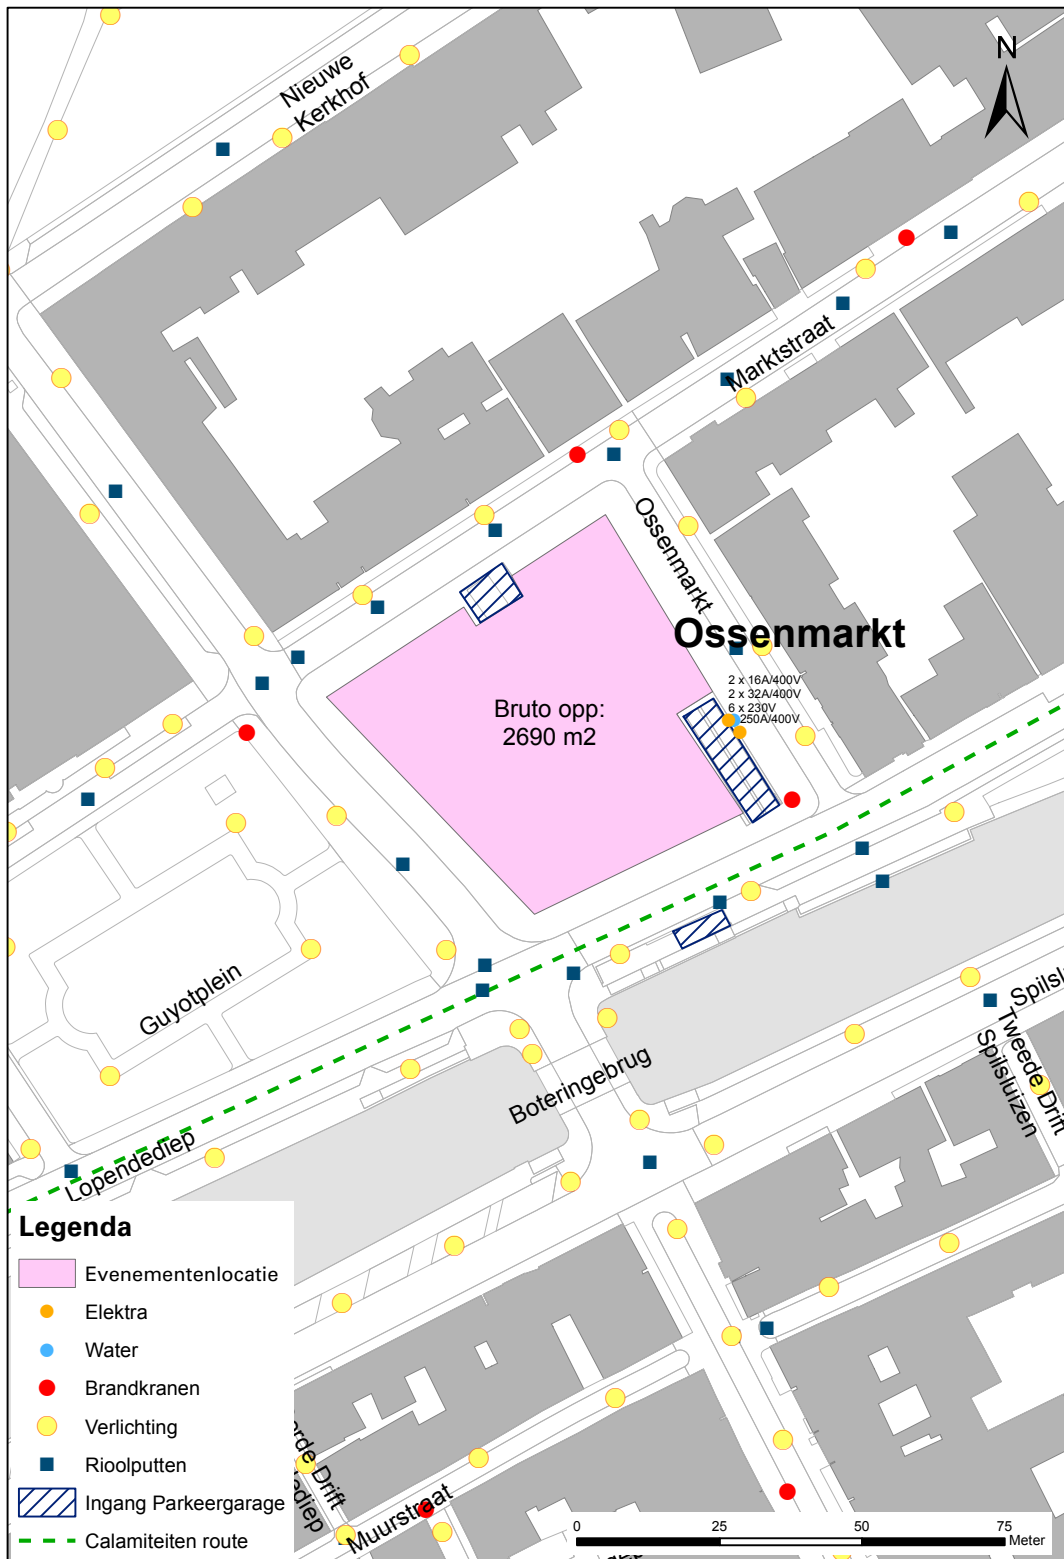 N
Nieuwe
Kerkhof
Marktstraat
Ossenmarkt
Ossenmarkt
2 x 16A/400V
2 x 32A/400V
6 x 230V
250A/400V
Bruto opp:
2690 m2
Guyotplein
Boteringebrug
Lopendediep
Tweede Drift
Spilsluizen
Muurstraat
Legenda
Evenementenlocatie
Elektra
Water
Brandkranen
Verlichting
Rioolputten
Ingang Parkeergarage
Calamiteiten route
0 25 50 75
Meter